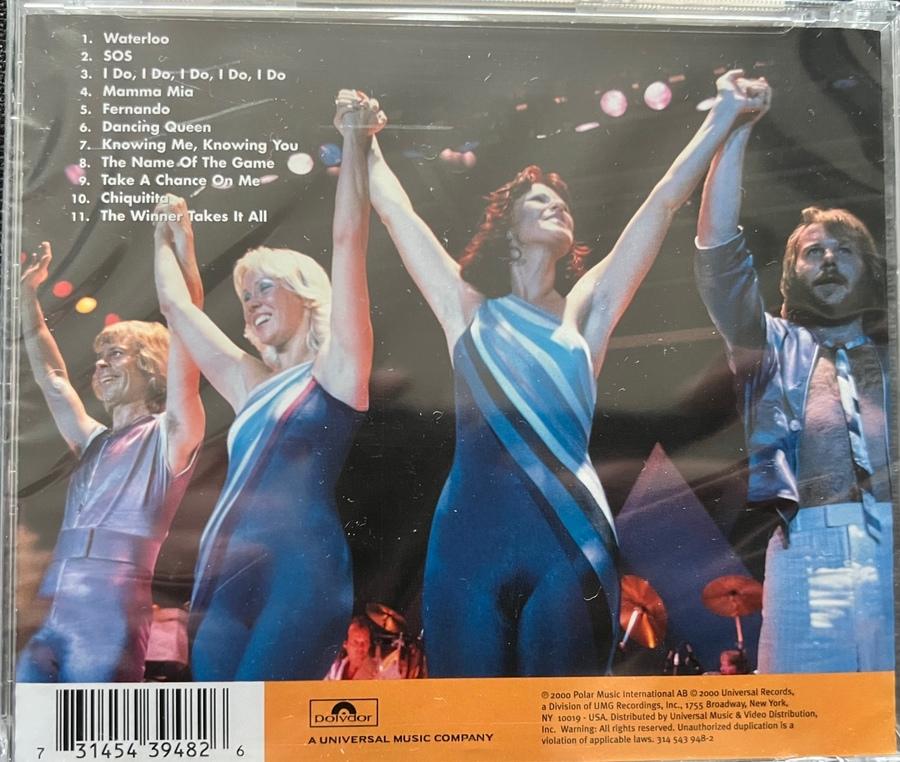 1. Waterloo
2. SOS
3. I Do, I Do, I Do, I Do, I Do
4. Mamma Mia
5. Fernando
6. Dancing Queen
7. Knowing Me, Knowing You
8. The Name Of The Game
9. Take A Chance On Me
10. Chiquitita
11. The Winner Takes It All
7 31454 39482 6
polydor
A UNIVERSAL MUSIC COMPANY
℗ 2000 Polar Music International AB © 2000 Universal Records,
a Division of UMG Recordings, Inc., 1755 Broadway, New York,
NY 10019 - USA. Distributed by Universal Music & Video Distribution,
Inc. Warning: All rights reserved. Unauthorized duplication is a
violation of applicable laws. 314 543 948-2